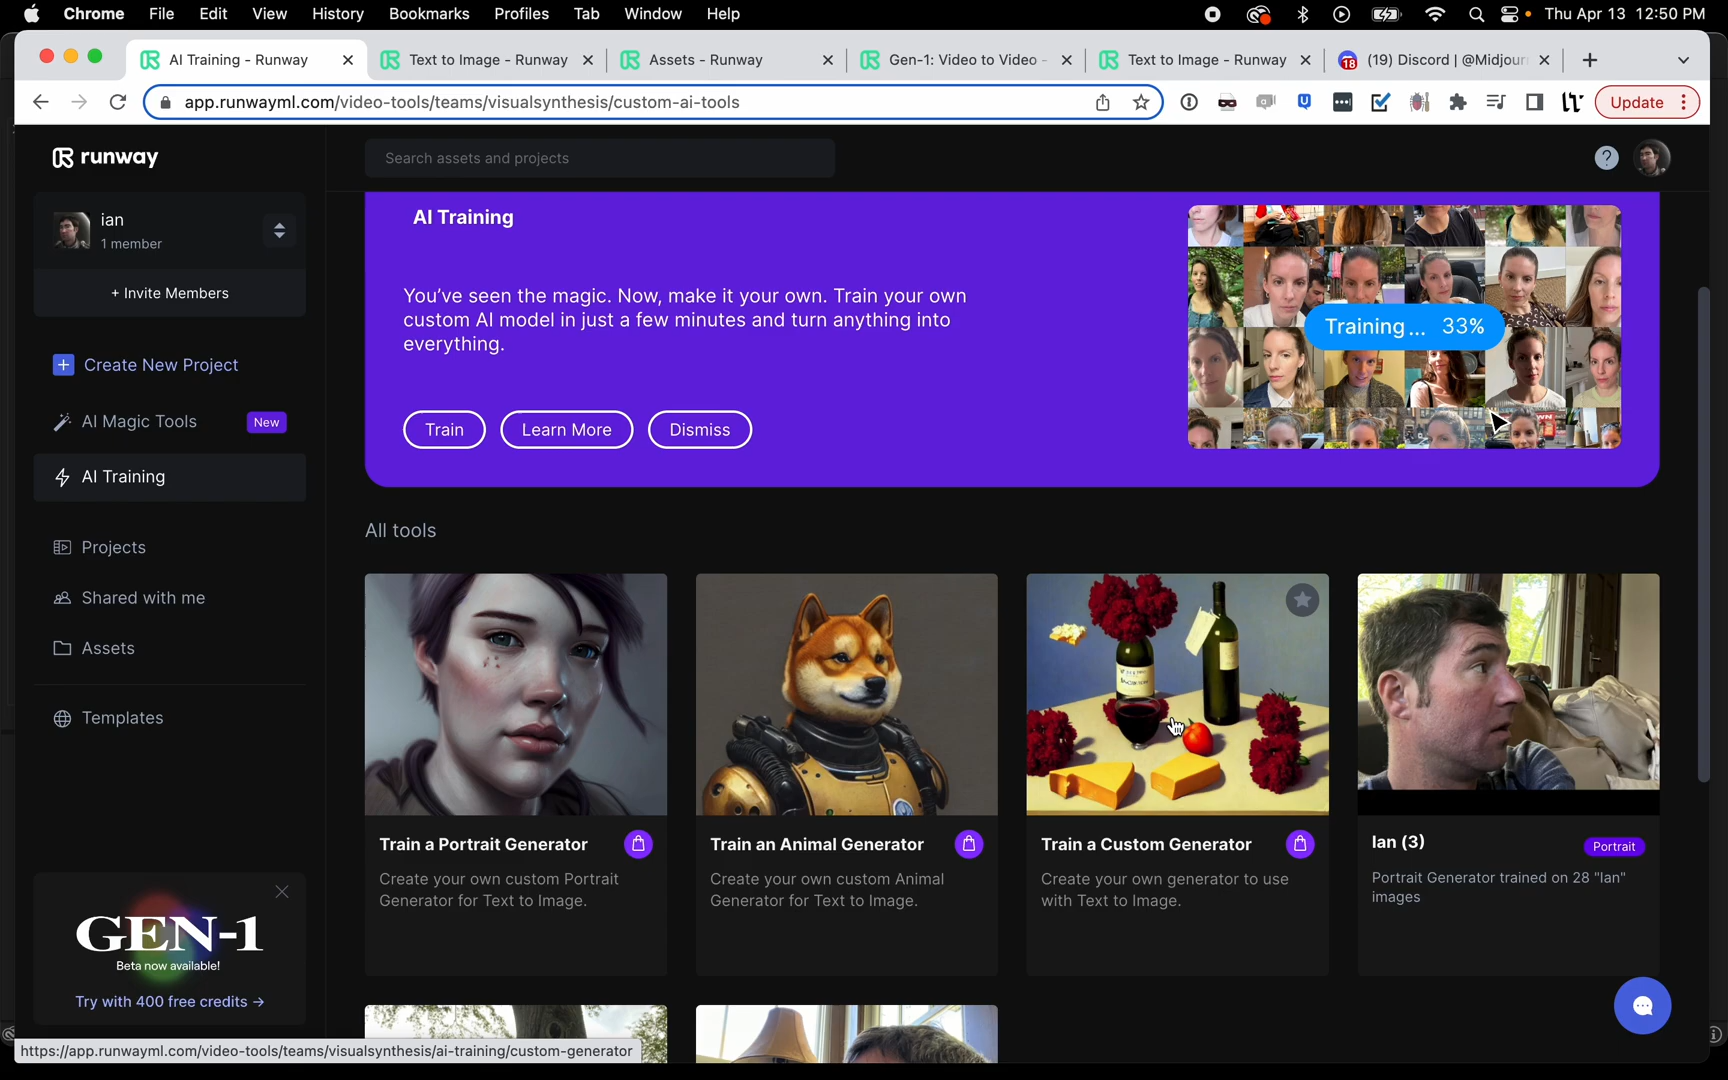 Chrome File Edit View History Bookmarks Profiles Tab Window Help Thu Apr 13 12:50 PM
AI Training - Runway Text to Image - Runway Assets - Runway Gen-1: Video to Video - Text to Image - Runway 18 (19) Discord | @Midjour
app.runwayml.com/video-tools/teams/visualsynthesis/custom-ai-tools Update
runway
Search assets and projects
?
ian
1 member
+ Invite Members
Create New Project
AI Magic Tools New
AI Training
Projects
Shared with me
Assets
Templates
GEN-1
Beta now available!
Try with 400 free credits →
AI Training
You've seen the magic. Now, make it your own. Train your own
custom AI model in just a few minutes and turn anything into
everything.
Train Learn More Dismiss
Training... 33%
All tools
Train a Portrait Generator
Create your own custom Portrait
Generator for Text to Image.
Train an Animal Generator
Create your own custom Animal
Generator for Text to Image.
Train a Custom Generator
Create your own generator to use
with Text to Image.
Ian (3)
Portrait
Portrait Generator trained on 28 "Ian"
images
https://app.runwayml.com/video-tools/teams/visualsynthesis/ai-training/custom-generator